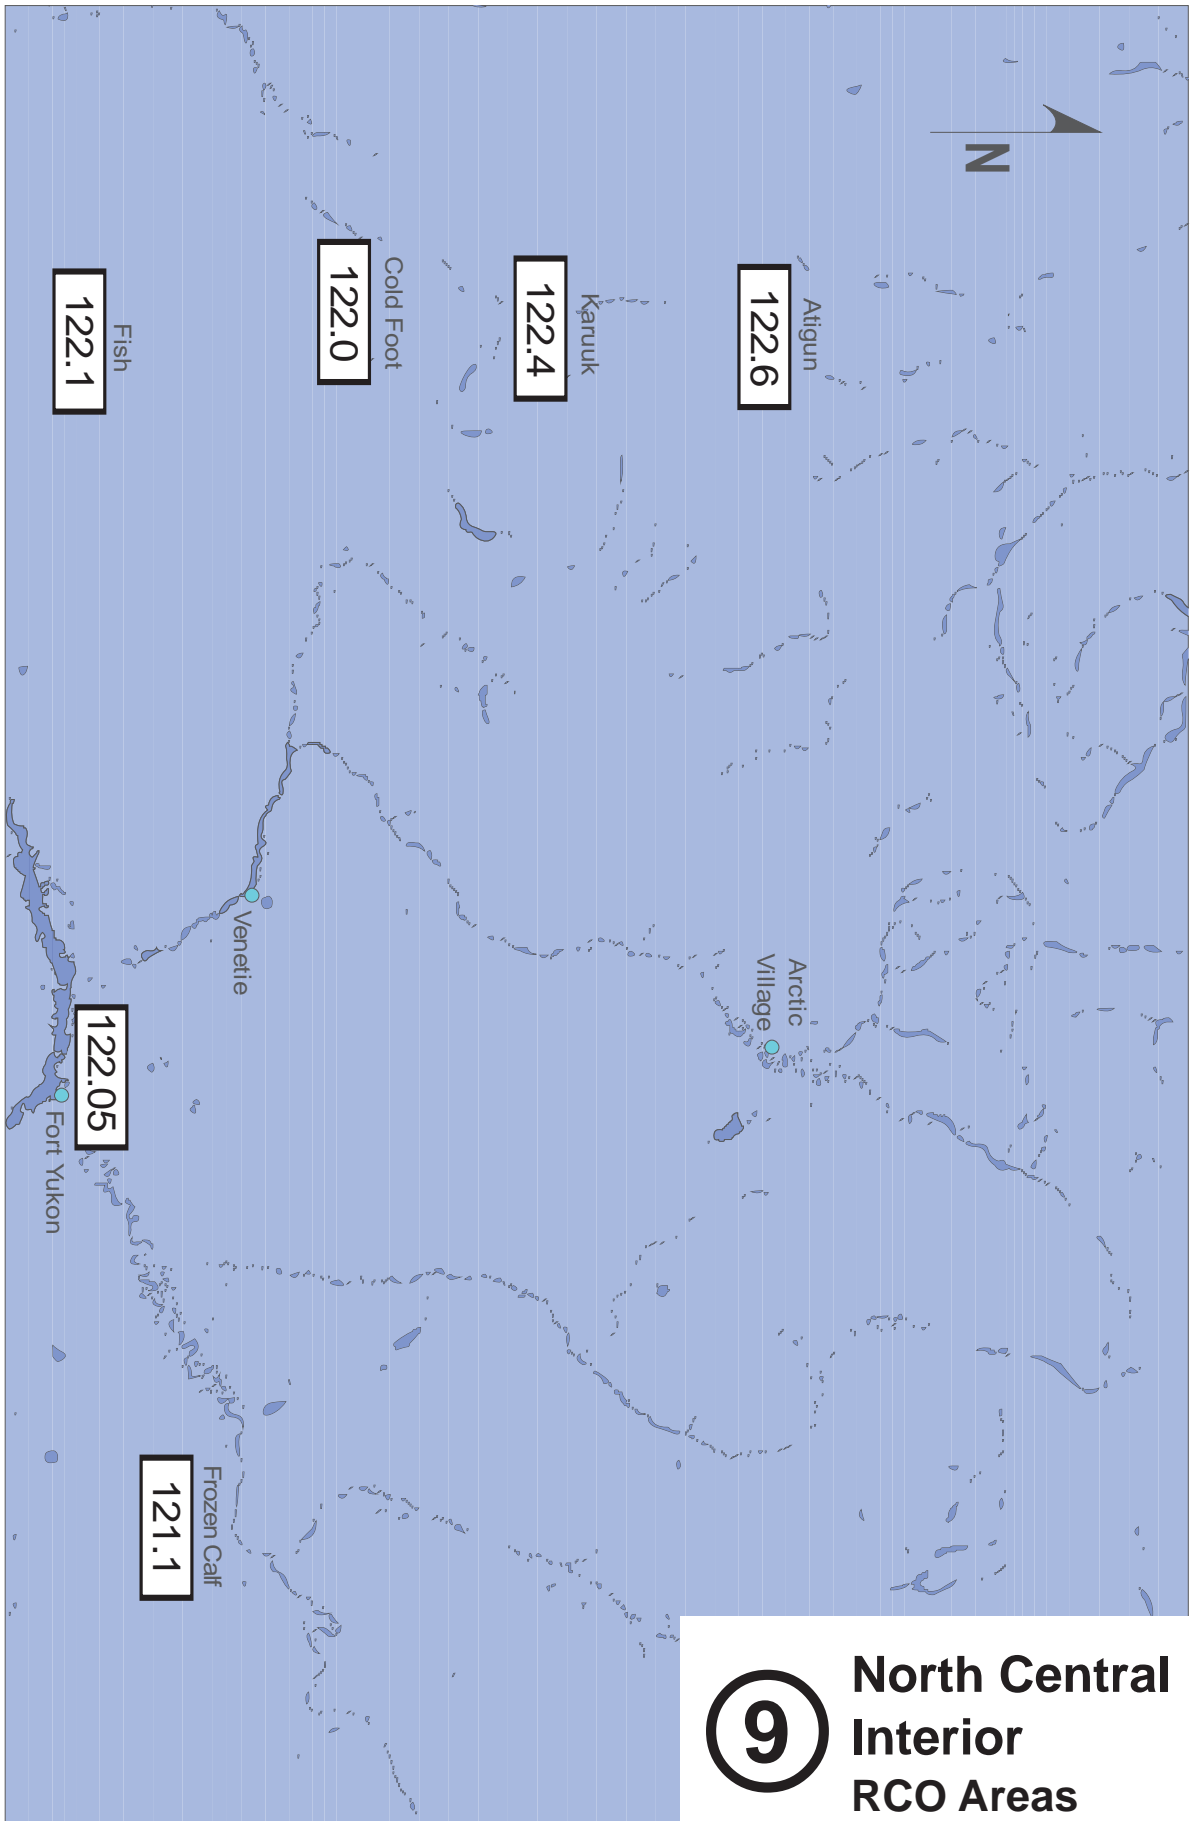 N
Atigun
122.6
Karuuk
122.4
Cold Foot
122.0
Fish
122.1
Arctic
Village
Venetie
122.05
Fort Yukon
Frozen Calf
121.1
9
North Central
Interior
RCO Areas